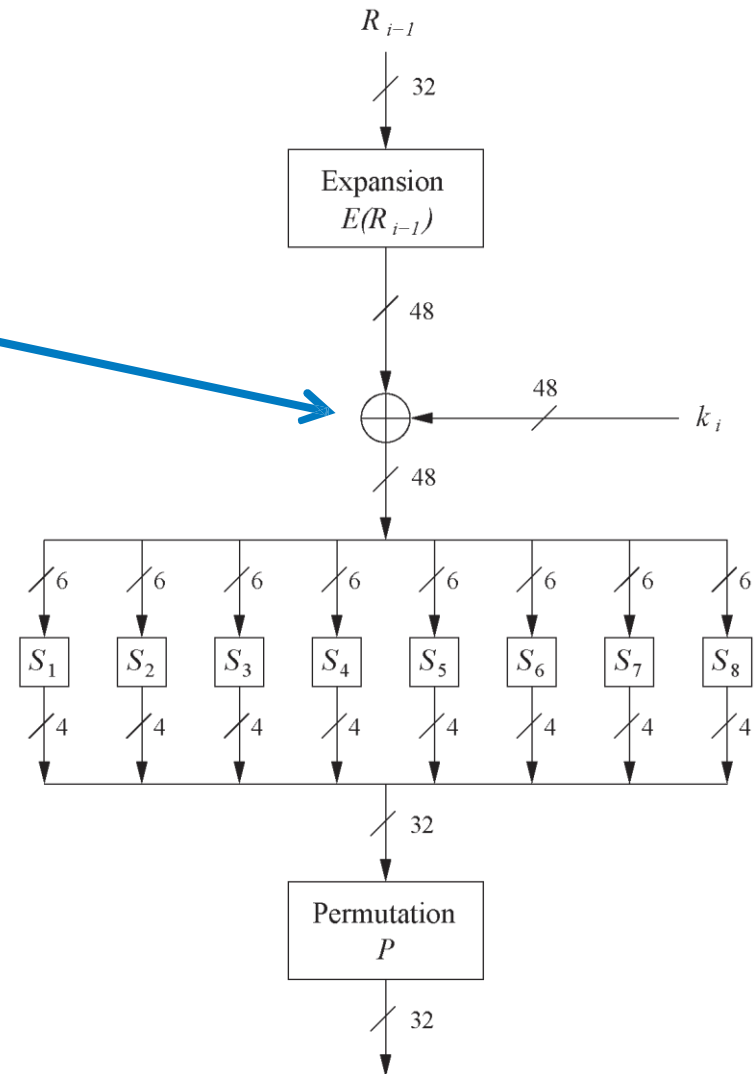 R i−1
32
Expansion
E(R i−1)
48
48
k i
48
6 6 6 6 6 6 6 6
S1 S2 S3 S4 S5 S6 S7 S8
4 4 4 4 4 4 4 4
32
Permutation
P
32